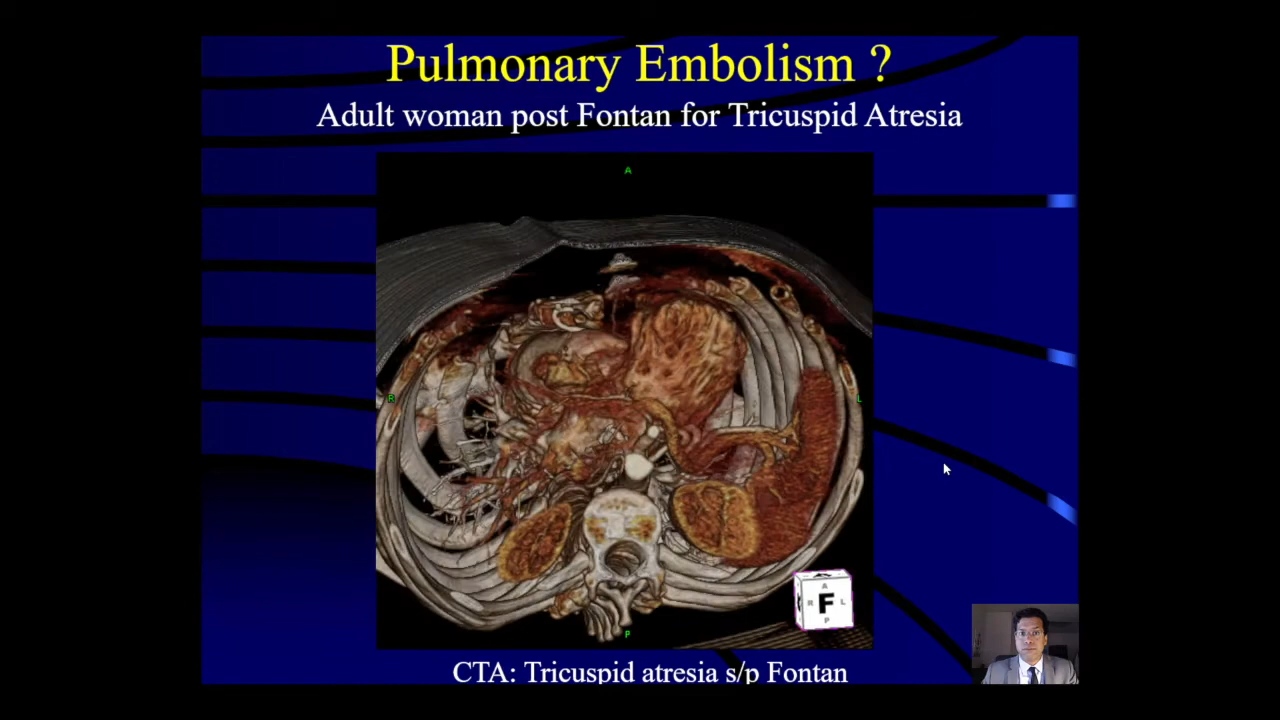 Pulmonary Embolism ?
Adult woman post Fontan for Tricuspid Atresia
A
R
L
A
R F L
P
P
CTA: Tricuspid atresia s/p Fontan